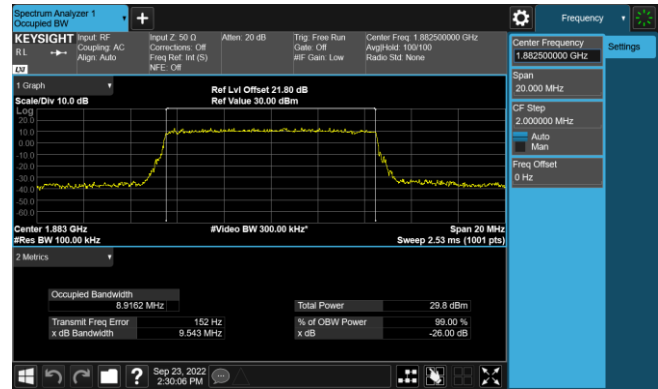 Spectrum Analyzer 1
Occupied BW
Frequency
KEYSIGHT
RL
LXI
Input: RF
Coupling: AC
Align: Auto
Input Z: 50 Ω
Corrections: Off
Freq Ref: Int (S)
NFE: Off
Atten: 20 dB
Trig: Free Run
Gate: Off
#IF Gain: Low
Center Freq: 1.882500000 GHz
Avg|Hold: 100/100
Radio Std: None
Center Frequency
1.882500000 GHz
Settings
Span
20.000 MHz
CF Step
2.000000 MHz
Auto
Man
Freq Offset
0 Hz
1 Graph
Scale/Div 10.0 dB
Ref Lvl Offset 21.80 dB
Ref Value 30.00 dBm
Log
20.0
10.0
0.00
-10.0
-20.0
-30.0
-40.0
-50.0
-60.0
Center 1.883 GHz
#Res BW 100.00 kHz
#Video BW 300.00 kHz*
Span 20 MHz
Sweep 2.53 ms (1001 pts)
2 Metrics
Occupied Bandwidth
8.9162 MHz
Total Power 29.8 dBm
Transmit Freq Error 152 Hz
% of OBW Power 99.00 %
x dB Bandwidth 9.543 MHz
x dB -26.00 dB
?
Sep 23, 2022
2:30:06 PM